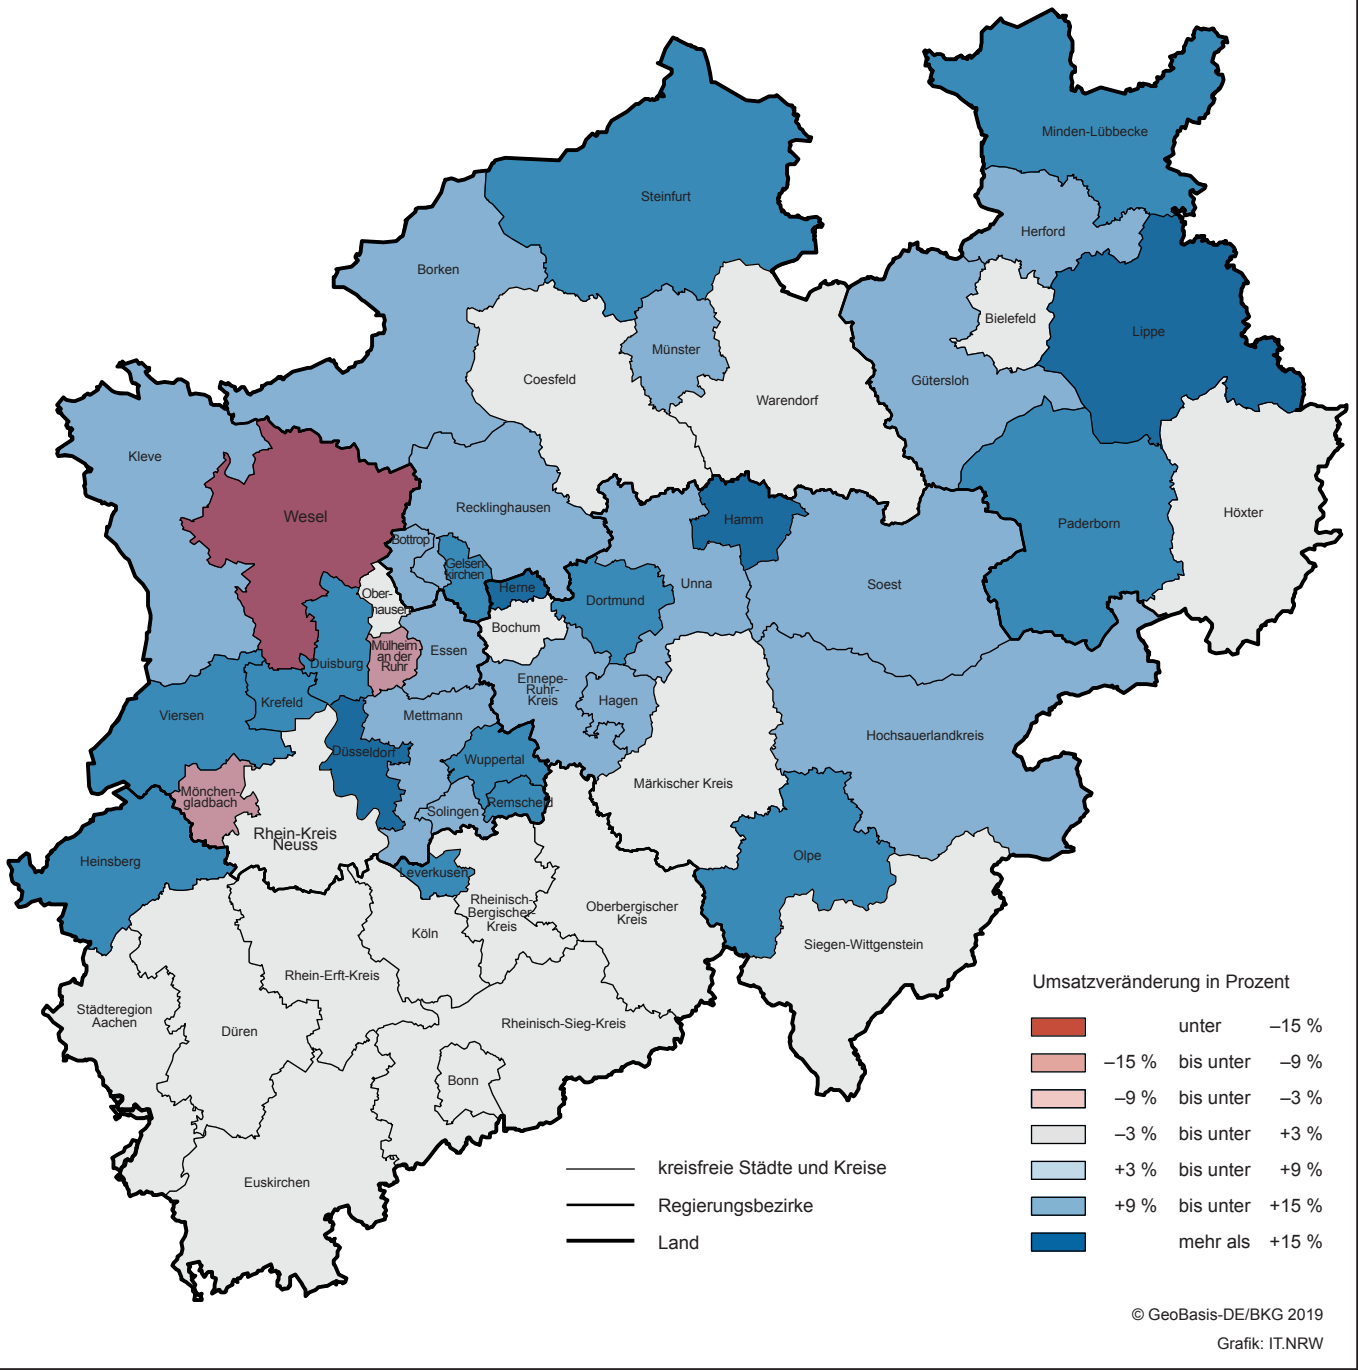 Minden-Lübbecke
Steinfurt
Herford
Borken
Bielefeld
Lippe
Münster
Coesfeld
Gütersloh
Warendorf
Kleve
Wesel
Recklinghausen
Hamm
Paderborn
Höxter
Bottrop
Gelsen-
kirchen
Herne
Unna
Soest
Ober-
hausen
Dortmund
Bochum
Mülheim
an der
Ruhr
Essen
Duisburg
Ennepe-
Ruhr-
Kreis
Hagen
Krefeld
Viersen
Mettmann
Hochsauerlandkreis
Düsseldorf
Wuppertal
Märkischer Kreis
Mönchen-
gladbach
Remscheid
Solingen
Rhein-Kreis
Neuss
Heinsberg
Olpe
Leverkusen
Rheinisch-
Bergischer-
Kreis
Oberbergischer
Kreis
Köln
Siegen-Wittgenstein
Rhein-Erft-Kreis
Städteregion
Aachen
Düren
Rheinisch-Sieg-Kreis
Bonn
Euskirchen
Umsatzveränderung in Prozent
unter –15 %
–15 % bis unter –9 %
–9 % bis unter –3 %
–3 % bis unter +3 %
+3 % bis unter +9 %
+9 % bis unter +15 %
mehr als +15 %
kreisfreie Städte und Kreise
Regierungsbezirke
Land
© GeoBasis-DE/BKG 2019
Grafik: IT.NRW